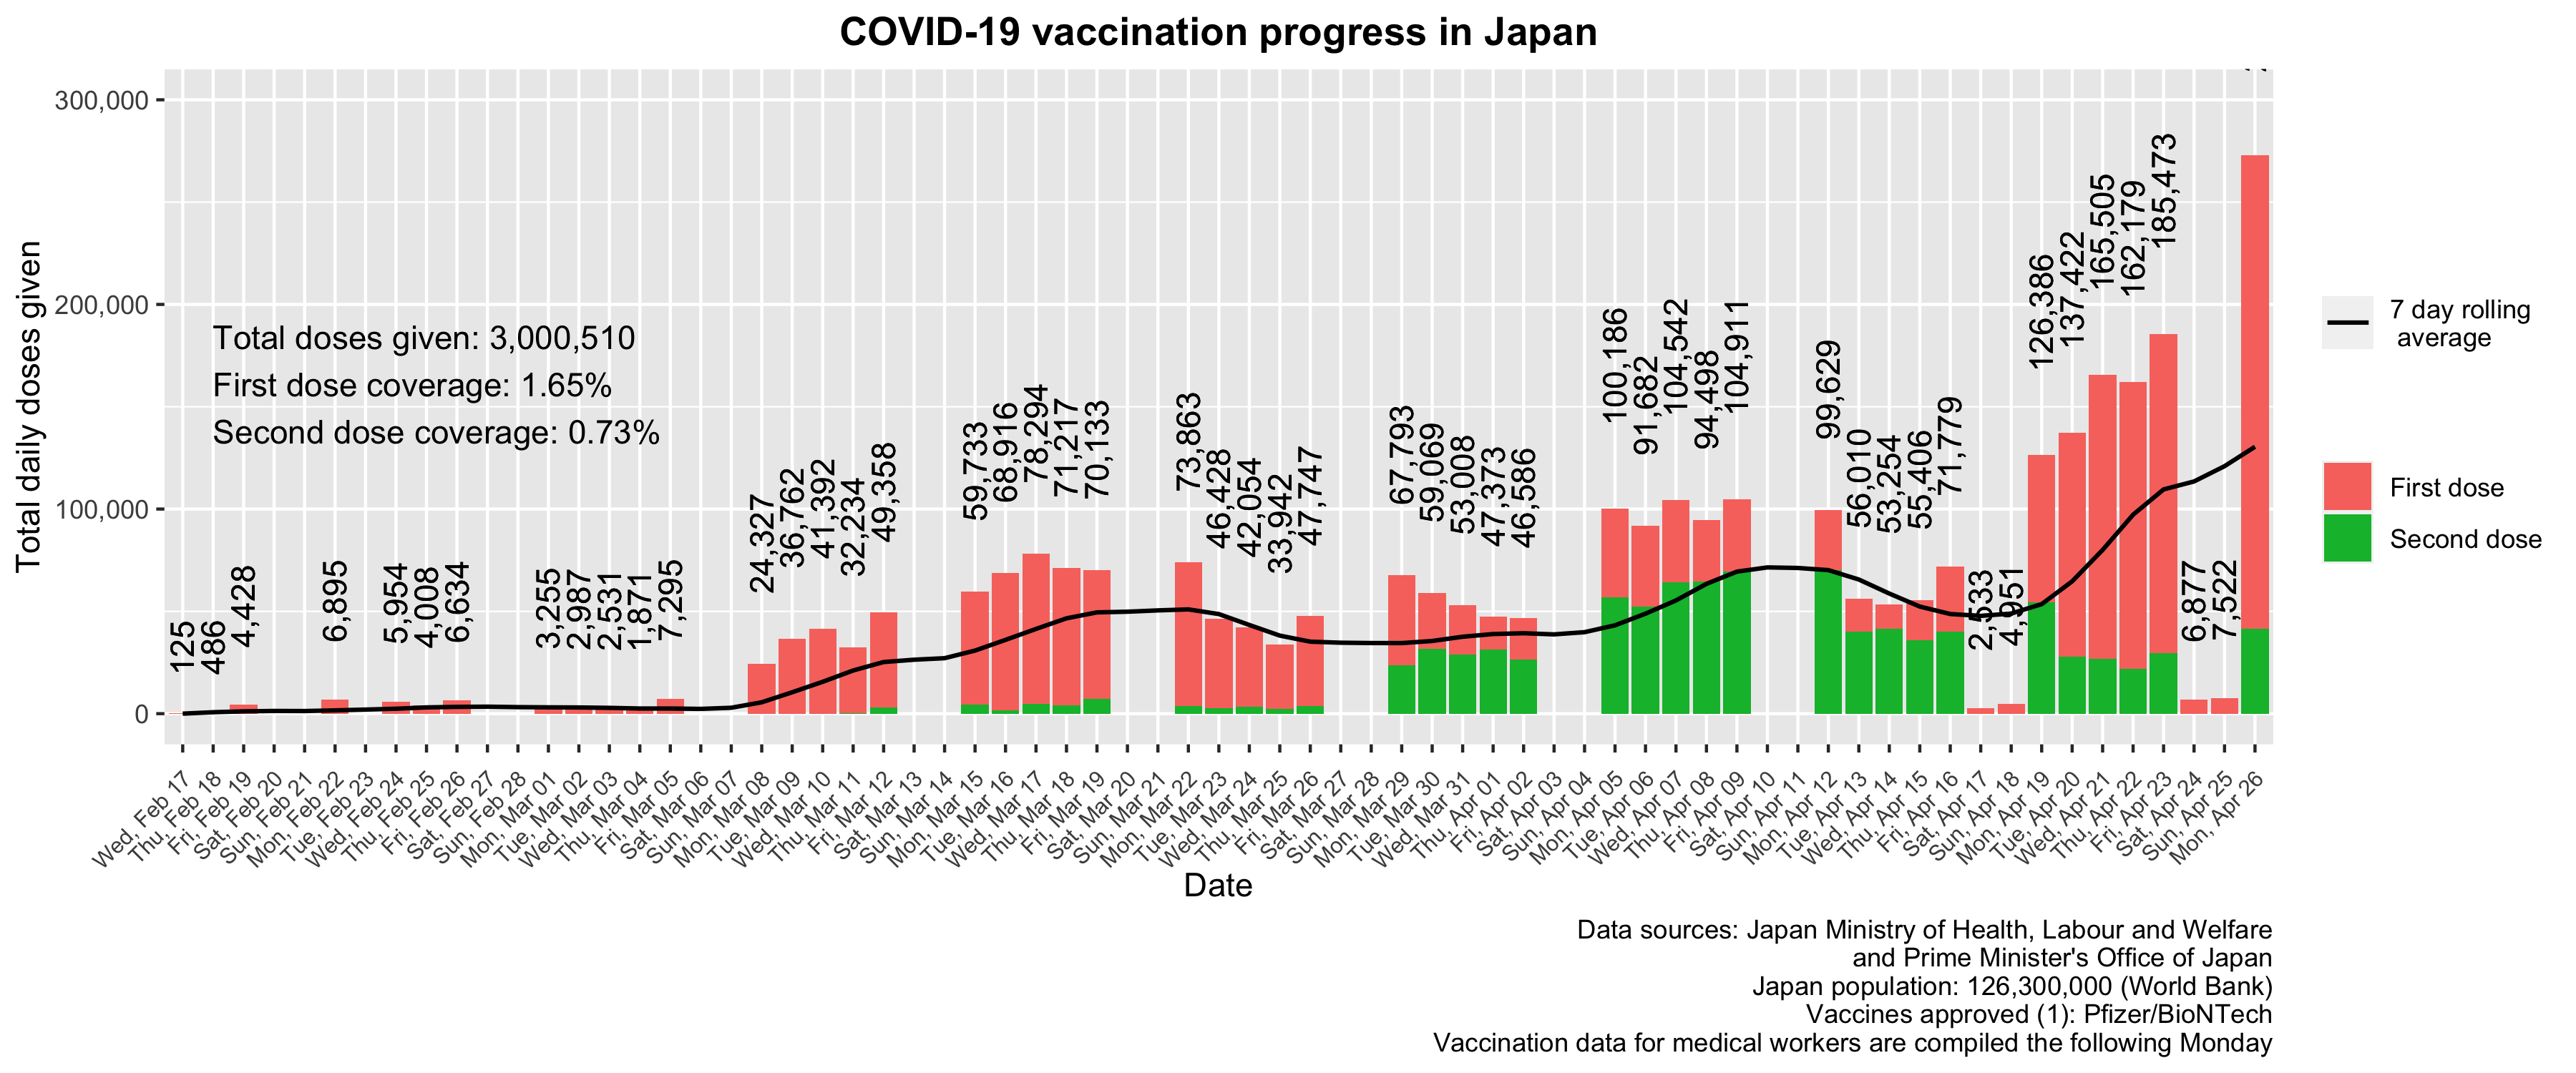 COVID-19 vaccination progress in Japan
Total daily doses given
300,000
200,000
100,000
0
Total doses given: 3,000,510
First dose coverage: 1.65%
Second dose coverage: 0.73%
125
486
4,428
6,895
5,954
4,008
6,634
3,255
2,987
2,531
1,871
7,295
24,327
36,762
41,392
32,234
49,358
59,733
68,916
78,294
71,217
70,133
73,863
46,428
42,054
33,942
47,747
67,793
59,069
53,008
47,373
46,586
100,186
91,682
104,542
94,498
104,911
99,629
56,010
53,254
55,406
71,779
2,533
4,951
126,386
137,422
165,505
162,179
185,473
6,877
7,522
7 day rolling
average
First dose
Second dose
Wed, Feb 17
Thu, Feb 18
Fri, Feb 19
Sat, Feb 20
Sun, Feb 21
Mon, Feb 22
Tue, Feb 23
Wed, Feb 24
Thu, Feb 25
Fri, Feb 26
Sat, Feb 27
Sun, Feb 28
Mon, Mar 01
Tue, Mar 02
Wed, Mar 03
Thu, Mar 04
Fri, Mar 05
Sat, Mar 06
Sun, Mar 07
Mon, Mar 08
Tue, Mar 09
Wed, Mar 10
Thu, Mar 11
Fri, Mar 12
Sat, Mar 13
Sun, Mar 14
Mon, Mar 15
Tue, Mar 16
Wed, Mar 17
Thu, Mar 18
Fri, Mar 19
Sat, Mar 20
Sun, Mar 21
Mon, Mar 22
Tue, Mar 23
Wed, Mar 24
Thu, Mar 25
Fri, Mar 26
Sat, Mar 27
Sun, Mar 28
Mon, Mar 29
Tue, Mar 30
Wed, Mar 31
Thu, Apr 01
Fri, Apr 02
Sat, Apr 03
Sun, Apr 04
Mon, Apr 05
Tue, Apr 06
Wed, Apr 07
Thu, Apr 08
Fri, Apr 09
Sat, Apr 10
Sun, Apr 11
Mon, Apr 12
Tue, Apr 13
Wed, Apr 14
Thu, Apr 15
Fri, Apr 16
Sat, Apr 17
Sun, Apr 18
Mon, Apr 19
Tue, Apr 20
Wed, Apr 21
Thu, Apr 22
Fri, Apr 23
Sat, Apr 24
Sun, Apr 25
Mon, Apr 26
Date
Data sources: Japan Ministry of Health, Labour and Welfare
and Prime Minister's Office of Japan
Japan population: 126,300,000 (World Bank)
Vaccines approved (1): Pfizer/BioNTech
Vaccination data for medical workers are compiled the following Monday